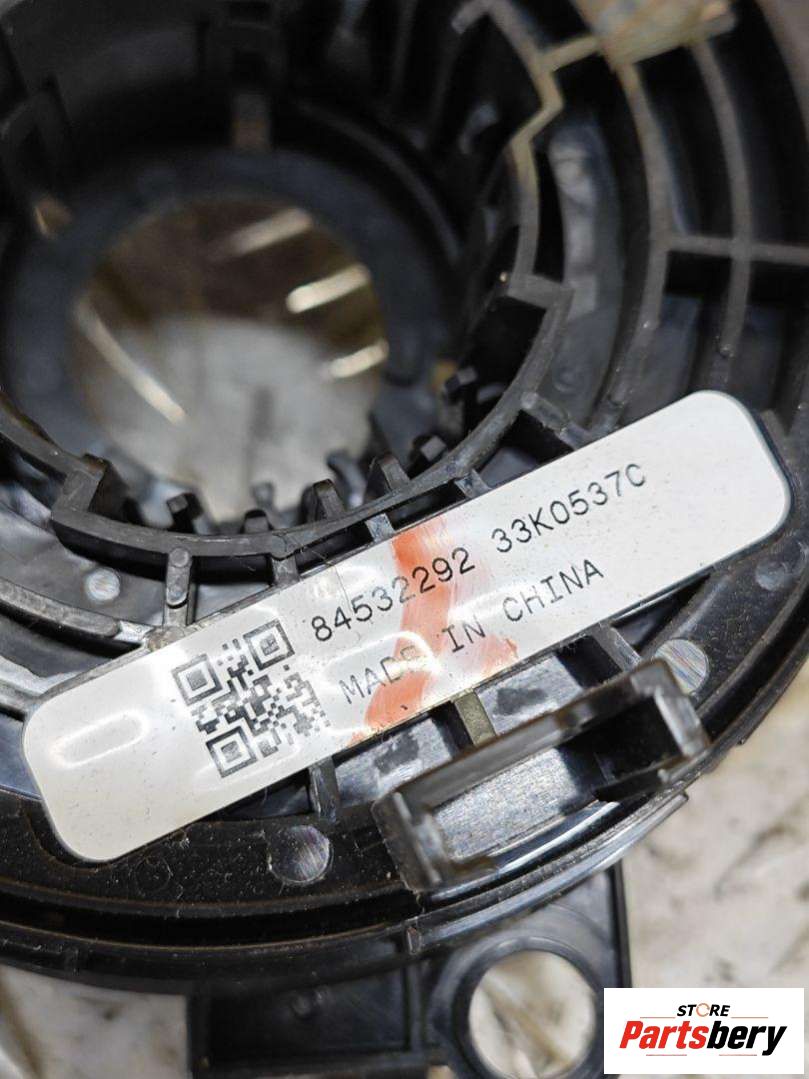 84532292 33K0537C
MADE IN CHINA
STORE
Partsbery